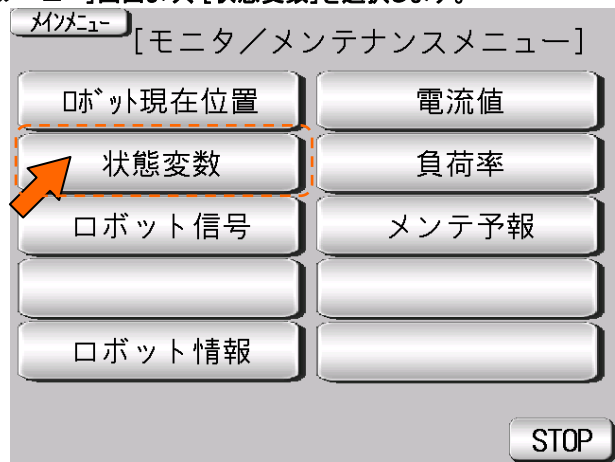 メインメニュー
[モニタ／メンテナンスメニュー]
ロボット現在位置
電流値
状態変数
負荷率
ロボット信号
メンテ予報
ロボット情報
STOP